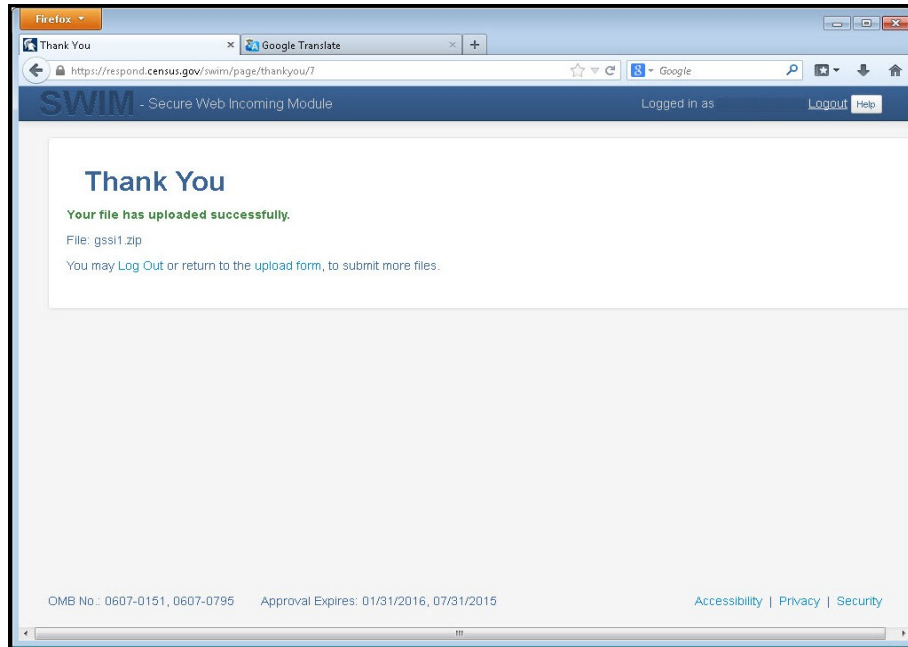 Firefox
Thank You
Google Translate
https://respond.census.gov/swim/page/thankyou/7
Google
SWIM - Secure Web Incoming Module
Logged in as
Logout
Help
Thank You
Your file has uploaded successfully.
File: gssi1.zip
You may Log Out or return to the upload form, to submit more files.
OMB No.: 0607-0151, 0607-0795
Approval Expires: 01/31/2016, 07/31/2015
Accessibility | Privacy | Security